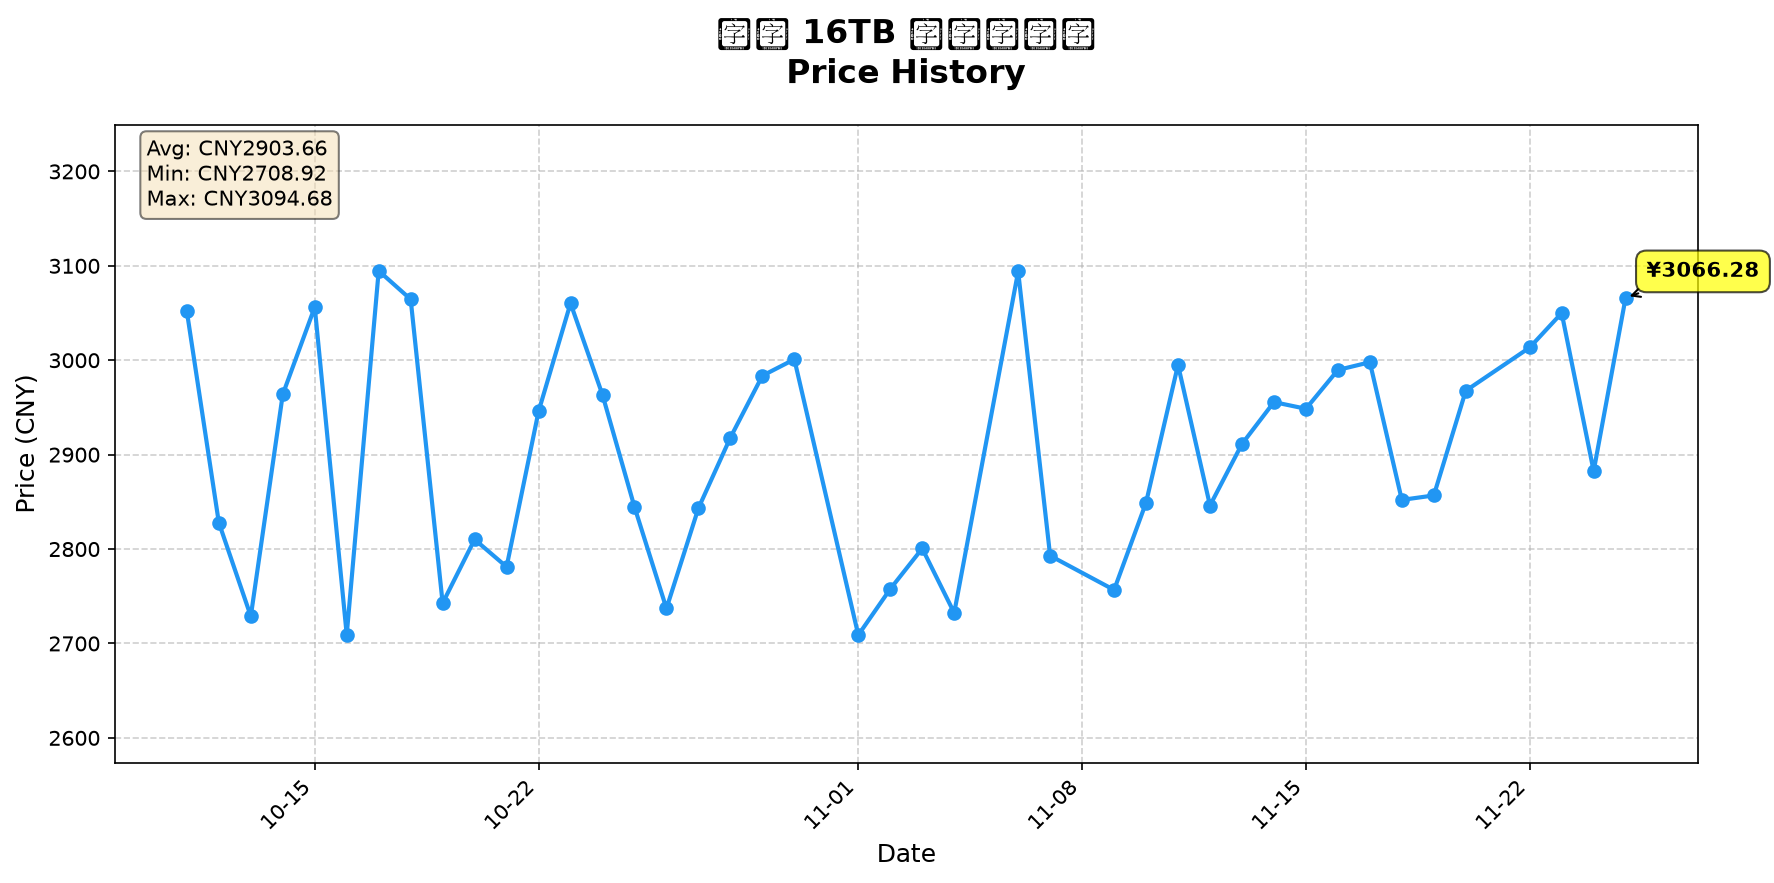 16TB
Price History
Avg: CNY2903.66
Min: CNY2708.92
Max: CNY3094.68
¥3066.28
3200
3100
3000
2900
2800
2700
2600
Price (CNY)
10-15
10-22
11-01
11-08
11-15
11-22
Date